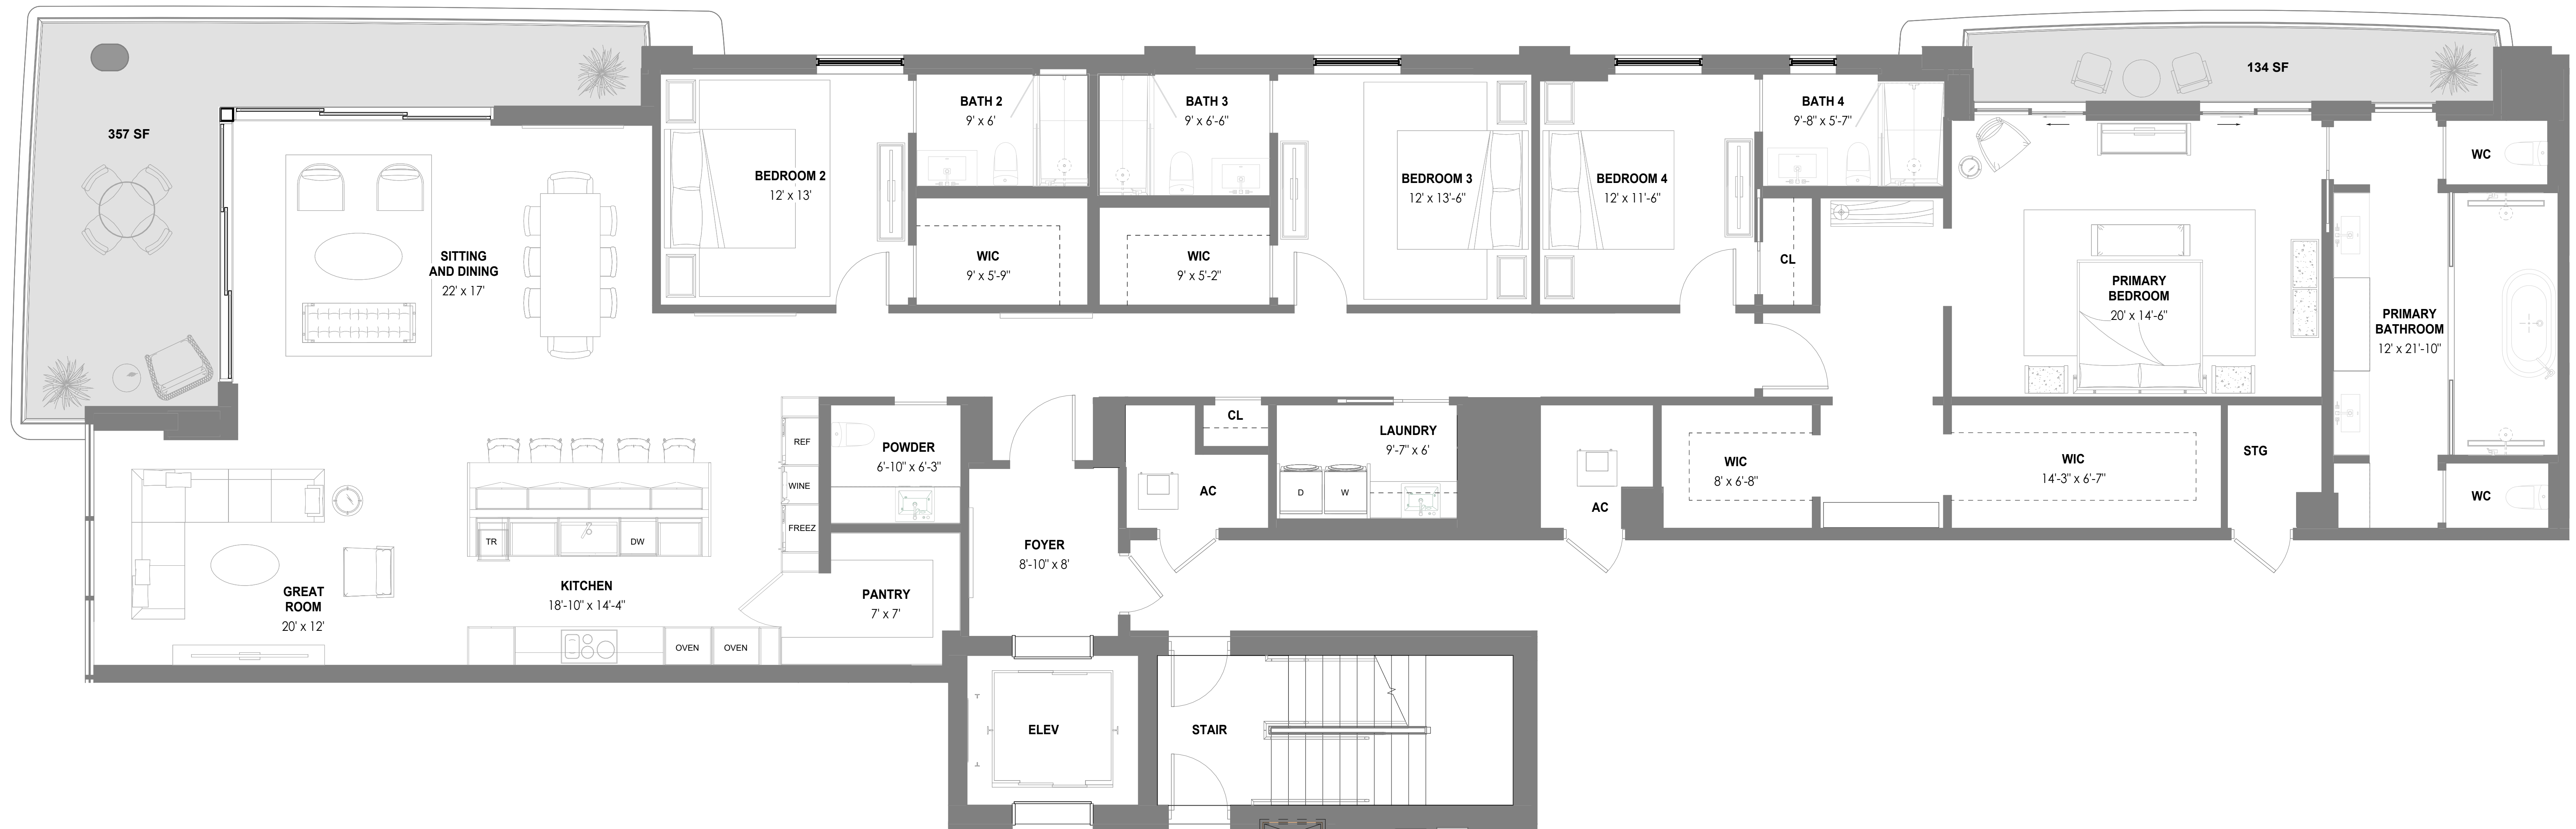 357 SF
134 SF
SITTING
AND DINING
22' x 17'
BEDROOM 2
12' x 13'
BATH 2
9' x 6'
WIC
9' x 5'-9"
BATH 3
9' x 6'-6"
WIC
9' x 5'-2"
BEDROOM 3
12' x 13'-6"
BEDROOM 4
12' x 11'-6"
BATH 4
9'-8" x 5'-7"
CL
PRIMARY
BEDROOM
20' x 14'-6"
WC
PRIMARY
BATHROOM
12' x 21'-10"
WC
GREAT
ROOM
20' x 12'
KITCHEN
18'-10" x 14'-4"
TR
DW
REF
WINE
FREEZ
OVEN
OVEN
POWDER
6'-10" x 6'-3"
PANTRY
7' x 7'
FOYER
8'-10" x 8'
CL
AC
LAUNDRY
9'-7" x 6'
D
W
AC
WIC
8' x 6'-8"
WIC
14'-3" x 6'-7"
STG
ELEV
STAIR